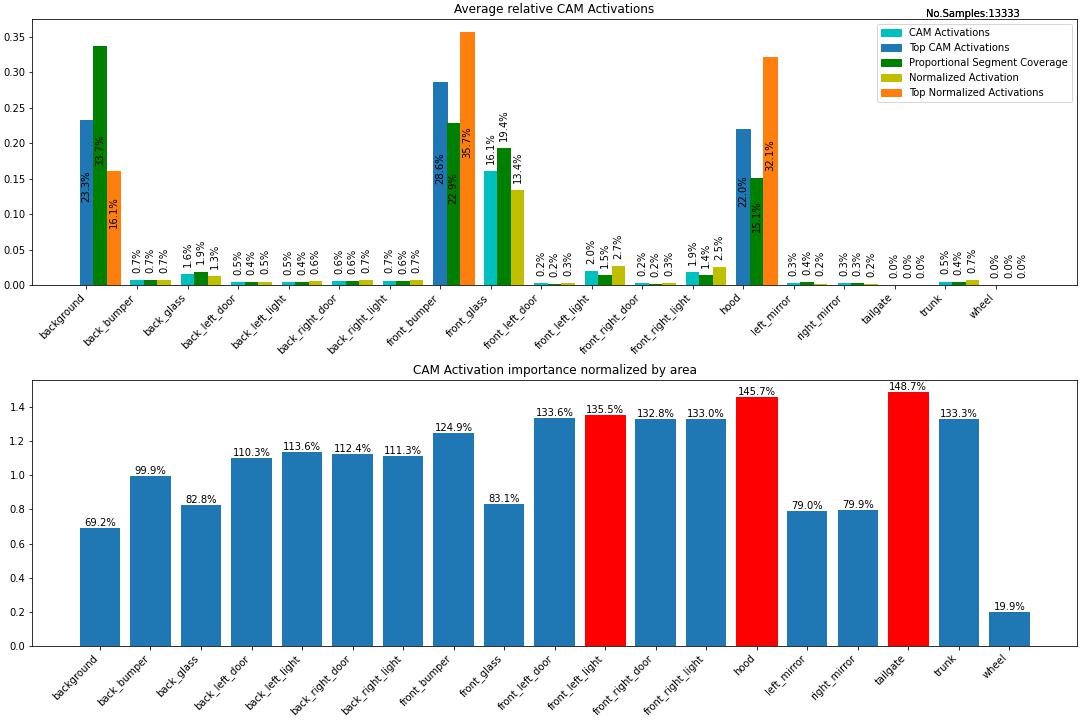 Average relative CAM Activations
No.Samples:13333
CAM Activations
Top CAM Activations
Proportional Segment Coverage
Normalized Activation
Top Normalized Activations
0.35
0.30
0.25
0.20
0.15
0.10
0.05
0.00
23.3% 33.7% 16.1%
0.7% 0.7% 0.7%
1.6% 1.9% 1.3%
0.5% 0.4% 0.5%
0.5% 0.4% 0.6%
0.6% 0.6% 0.7%
0.7% 0.6% 0.7%
28.6% 22.9% 35.7%
16.1% 19.4% 13.4%
0.2% 0.2% 0.3%
2.0% 1.5% 2.7%
0.2% 0.2% 0.3%
1.9% 1.4% 2.5%
22.0% 15.1% 32.1%
0.3% 0.4% 0.2%
0.3% 0.3% 0.2%
0.0% 0.0% 0.0%
0.5% 0.4% 0.7%
0.0% 0.0% 0.0%
background
back_bumper
back_glass
back_left_door
back_left_light
back_right_door
back_right_light
front_bumper
front_glass
front_left_door
front_left_light
front_right_door
front_right_light
hood
left_mirror
right_mirror
tailgate
trunk
wheel
CAM Activation importance normalized by area
1.4
1.2
1.0
0.8
0.6
0.4
0.2
0.0
69.2%
99.9%
82.8%
110.3%
113.6%
112.4%
111.3%
124.9%
83.1%
133.6%
135.5%
132.8%
133.0%
145.7%
79.0%
79.9%
148.7%
133.3%
19.9%
background
back_bumper
back_glass
back_left_door
back_left_light
back_right_door
back_right_light
front_bumper
front_glass
front_left_door
front_left_light
front_right_door
front_right_light
hood
left_mirror
right_mirror
tailgate
trunk
wheel